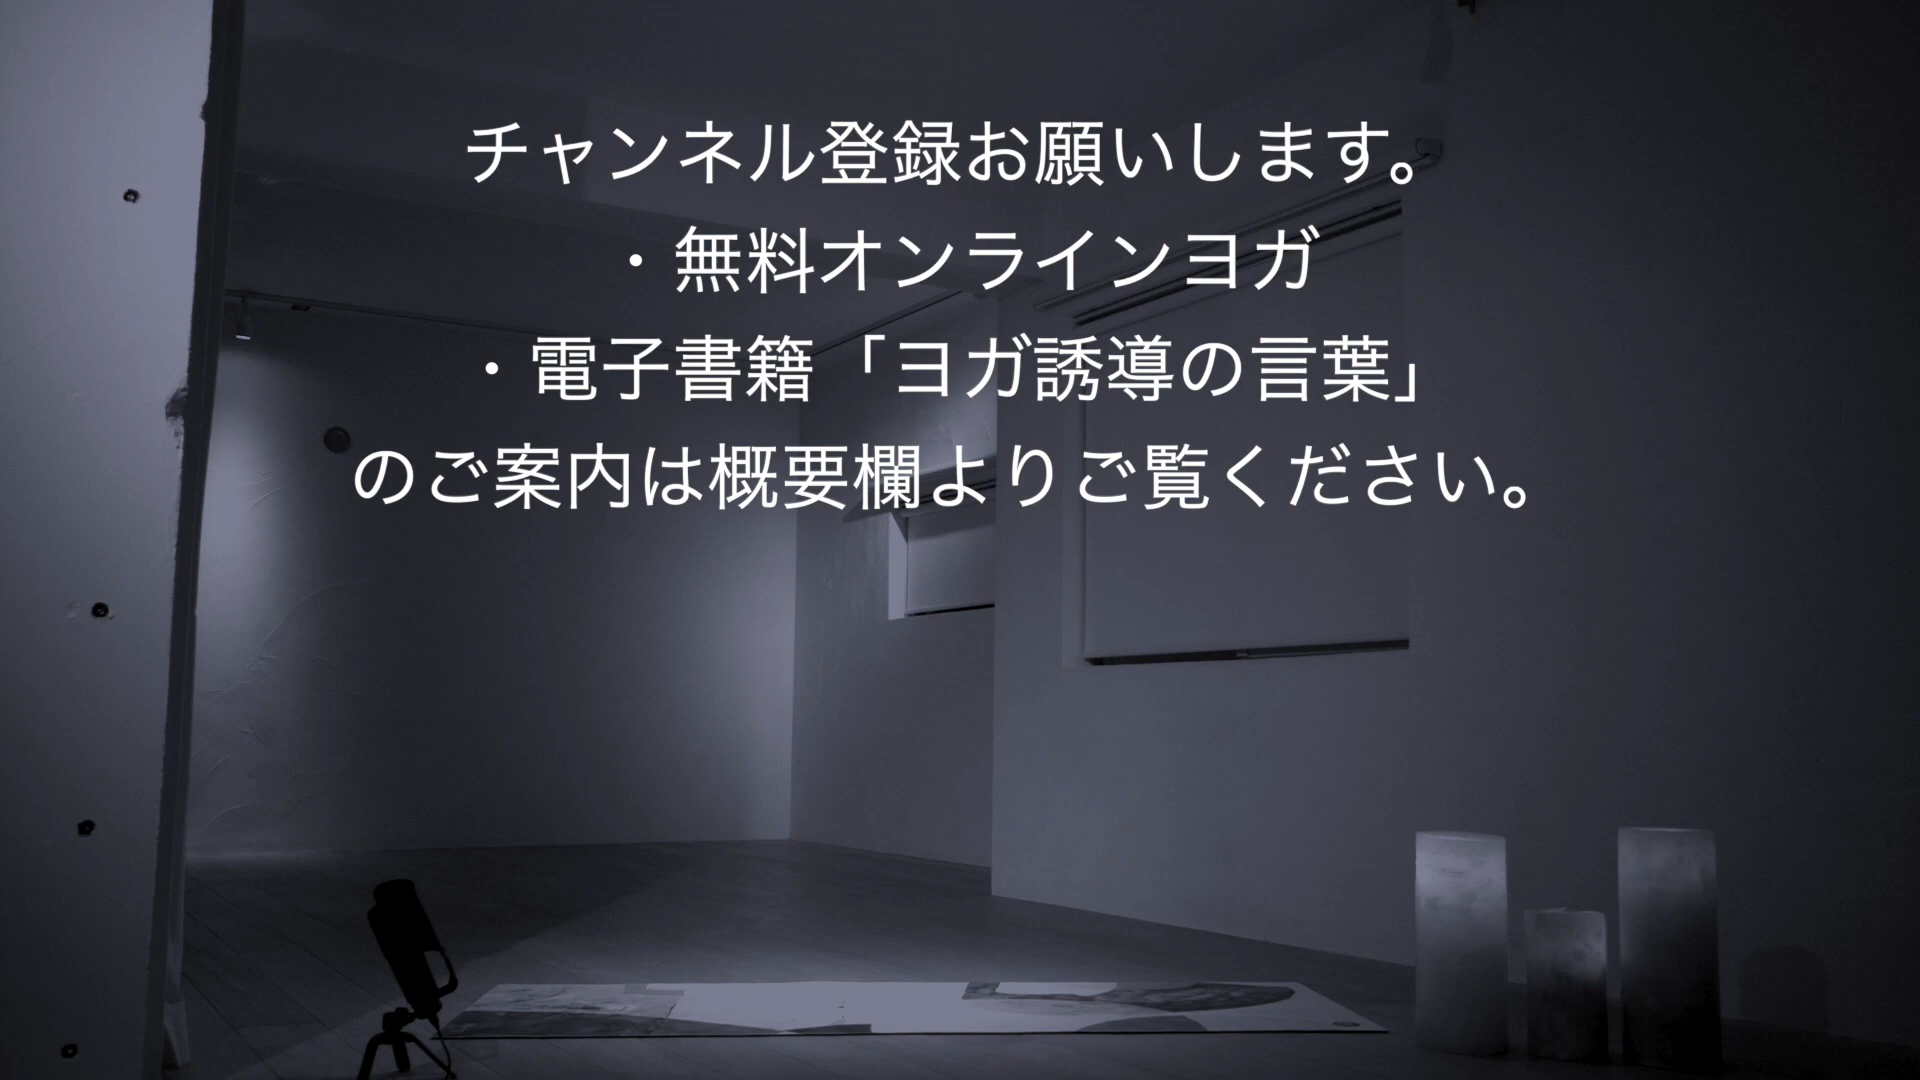 チャンネル登録お願いします。
・無料オンラインヨガ
・電子書籍「ヨガ誘導の言葉」
のご案内は概要欄よりご覧ください。